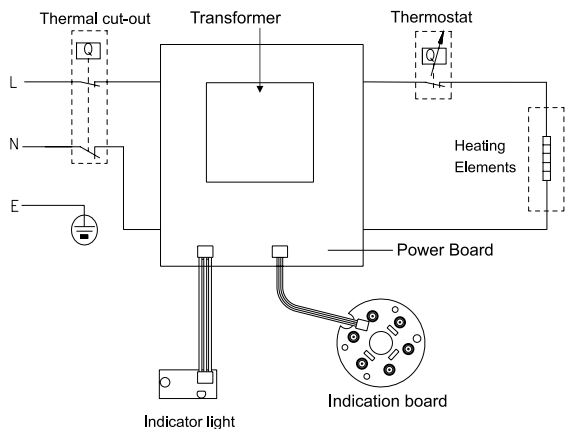 Thermal cut-out
Transformer
Thermostat
Q
Q
L
N
E
Heating
Elements
Power Board
Indication board
Indicator light